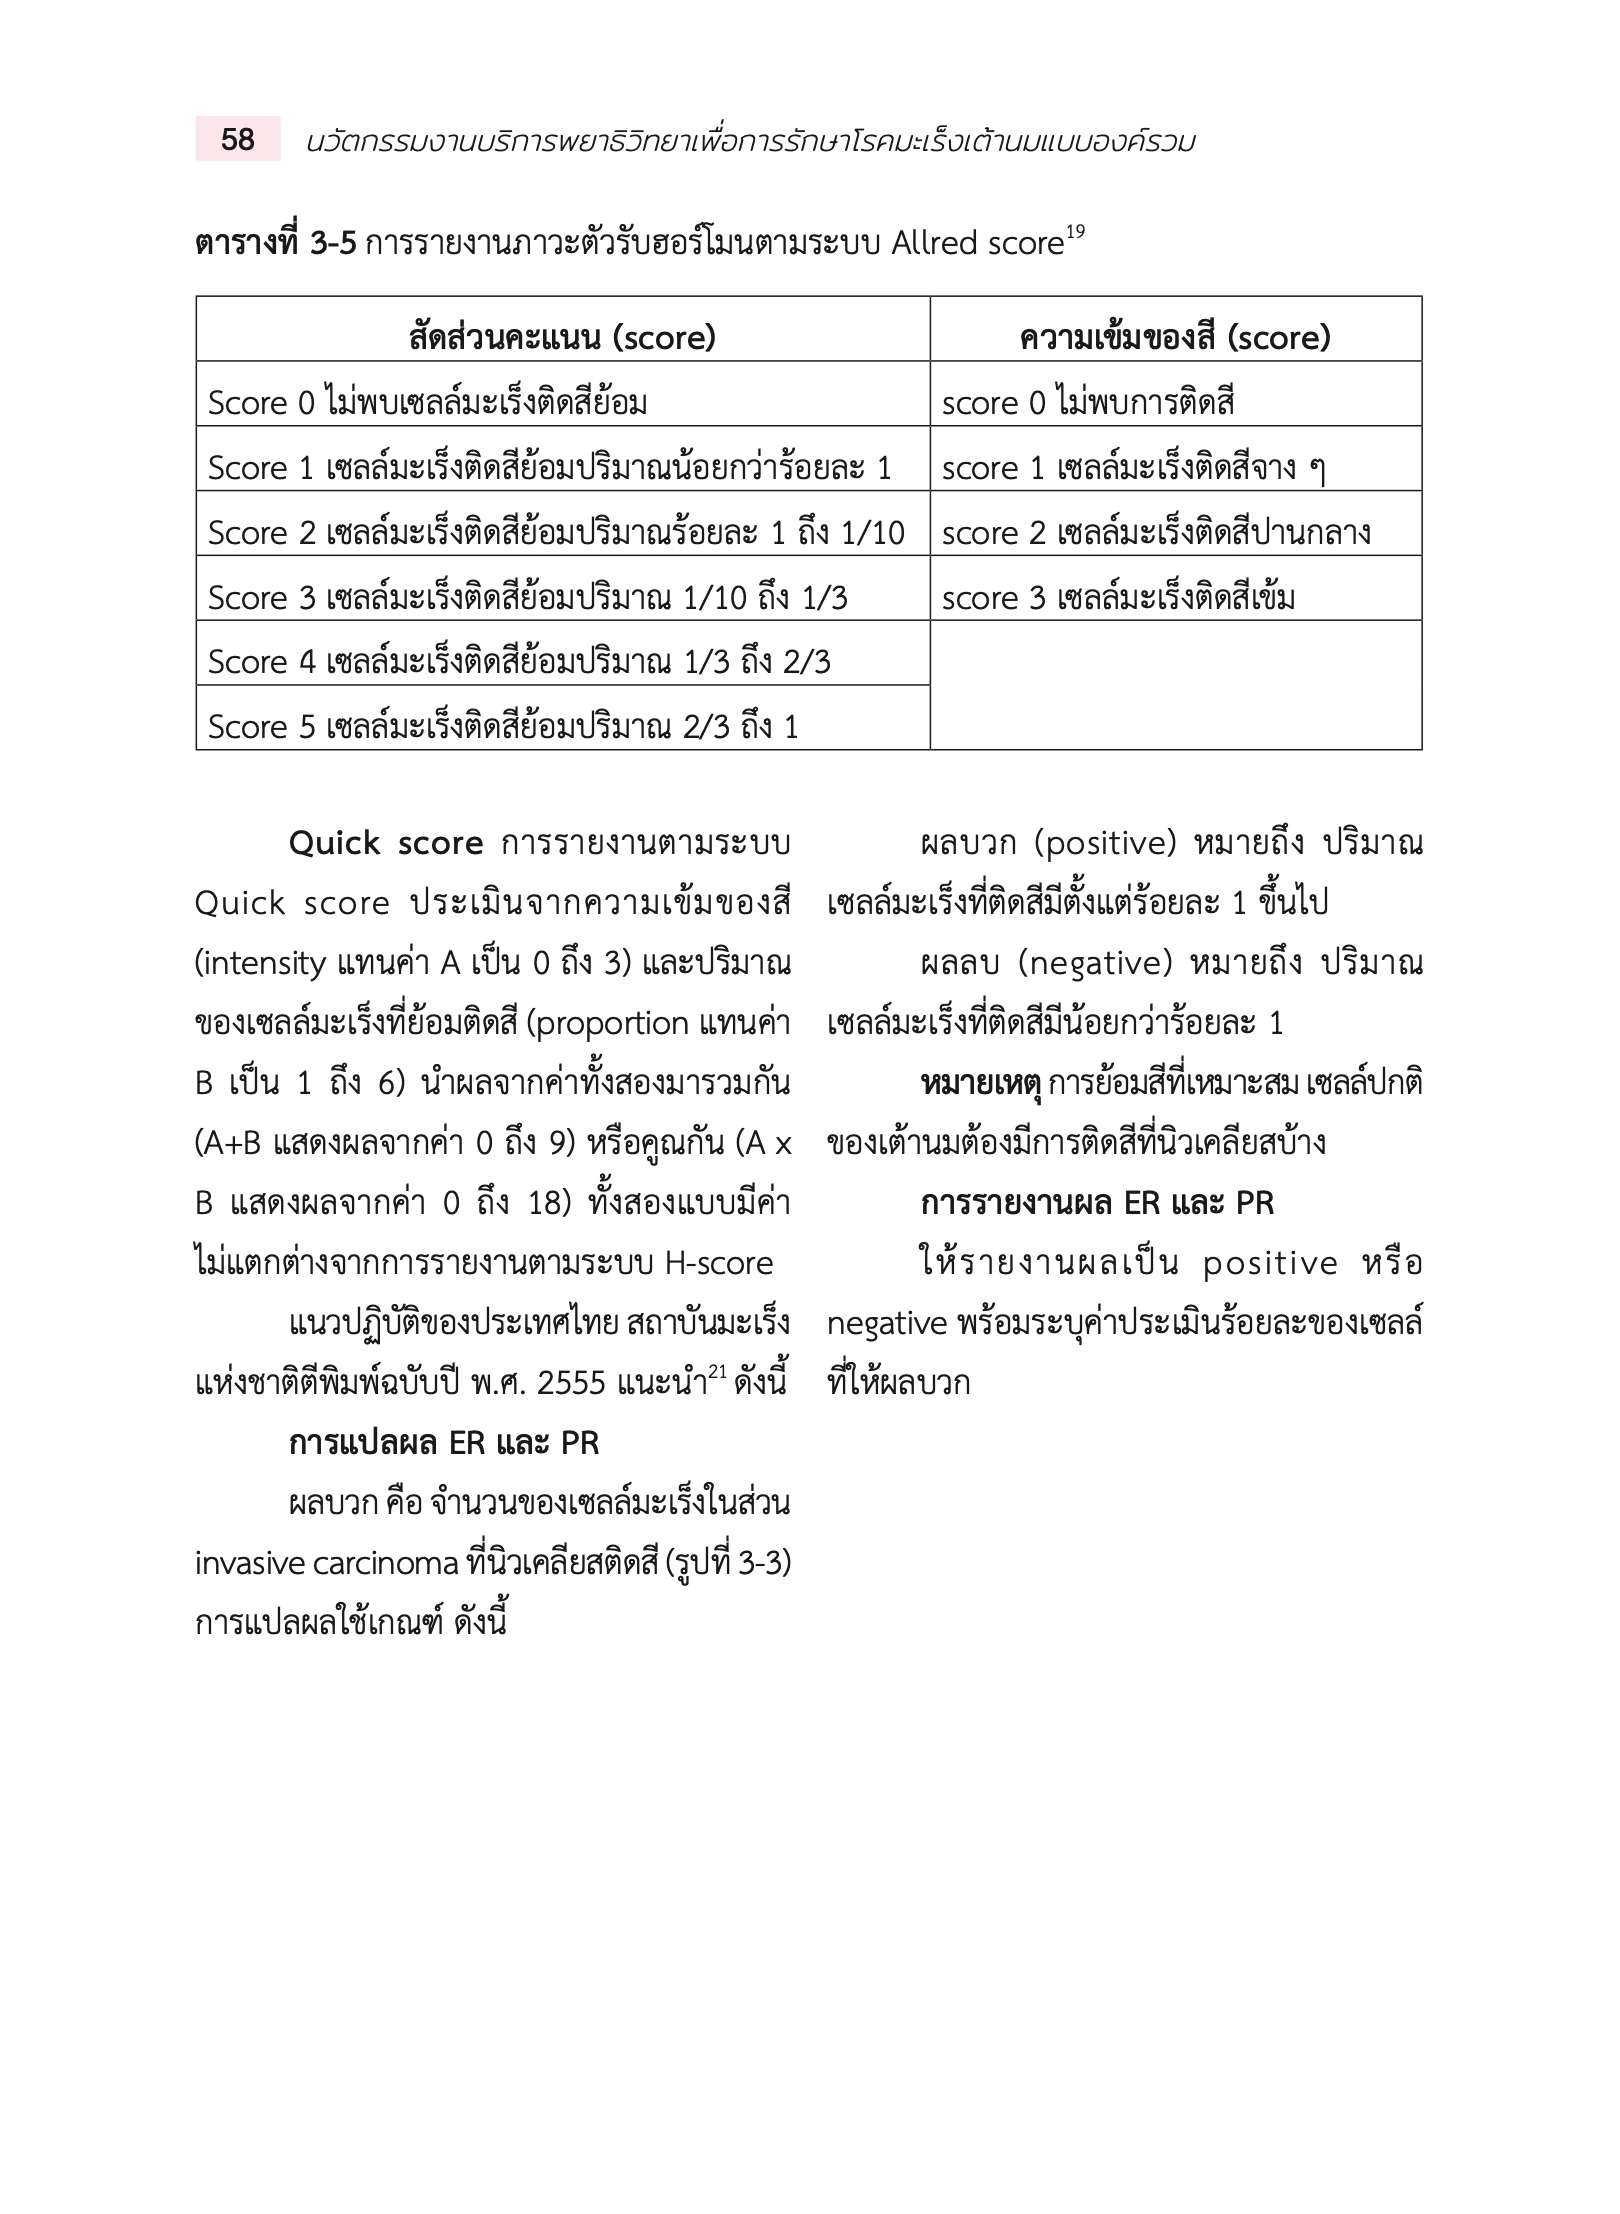 58 นวัตกรรมงานบริการพยาธิวิทยาเพื่อการรักษาโรคมะเร็งเต้านมแบบองค์รวม
ตารางที่ 3-5 การรายงานภาวะตัวรับฮอร์โมนตามระบบ Allred score19
สัดส่วนคะแนน (score) ความเข้มของสี (score)
Score 0 ไม่พบเซลล์มะเร็งติดสีย้อม score 0 ไม่พบการติดสี
Score 1 เซลล์มะเร็งติดสีย้อมปริมาณน้อยกว่าร้อยละ 1 score 1 เซลล์มะเร็งติดสีจาง ๆ
Score 2 เซลล์มะเร็งติดสีย้อมปริมาณร้อยละ 1 ถึง 1/10 score 2 เซลล์มะเร็งติดสีปานกลาง
Score 3 เซลล์มะเร็งติดสีย้อมปริมาณ 1/10 ถึง 1/3 score 3 เซลล์มะเร็งติดสีเข้ม
Score 4 เซลล์มะเร็งติดสีย้อมปริมาณ 1/3 ถึง 2/3
Score 5 เซลล์มะเร็งติดสีย้อมปริมาณ 2/3 ถึง 1
Quick score การรายงานตามระบบ
Quick score ประเมินจากความเข้มของสี
(intensity แทนค่า A เป็น 0 ถึง 3) และปริมาณ
ของเซลล์มะเร็งที่ย้อมติดสี (proportion แทนค่า
B เป็น 1 ถึง 6) นำผลจากค่าทั้งสองมารวมกัน
(A+B แสดงผลจากค่า 0 ถึง 9) หรือคูณกัน (A x
B แสดงผลจากค่า 0 ถึง 18) ทั้งสองแบบมีค่า
ไม่แตกต่างจากการรายงานตามระบบ H-score
แนวปฏิบัติของประเทศไทย สถาบันมะเร็ง
แห่งชาติตีพิมพ์ฉบับปี พ.ศ. 2555 แนะนำ21 ดังนี้
การแปลผล ER และ PR
ผลบวก คือ จำนวนของเซลล์มะเร็งในส่วน
invasive carcinoma ที่นิวเคลียสติดสี (รูปที่ 3-3)
การแปลผลใช้เกณฑ์ ดังนี้
ผลบวก (positive) หมายถึง ปริมาณ
เซลล์มะเร็งที่ติดสีมีตั้งแต่ร้อยละ 1 ขึ้นไป
ผลลบ (negative) หมายถึง ปริมาณ
เซลล์มะเร็งที่ติดสีมีน้อยกว่าร้อยละ 1
หมายเหตุ การย้อมสีที่เหมาะสม เซลล์ปกติ
ของเต้านมต้องมีการติดสีที่นิวเคลียสบ้าง
การรายงานผล ER และ PR
ให้รายงานผลเป็น positive หรือ
negative พร้อมระบุค่าประเมินร้อยละของเซลล์
ที่ให้ผลบวก